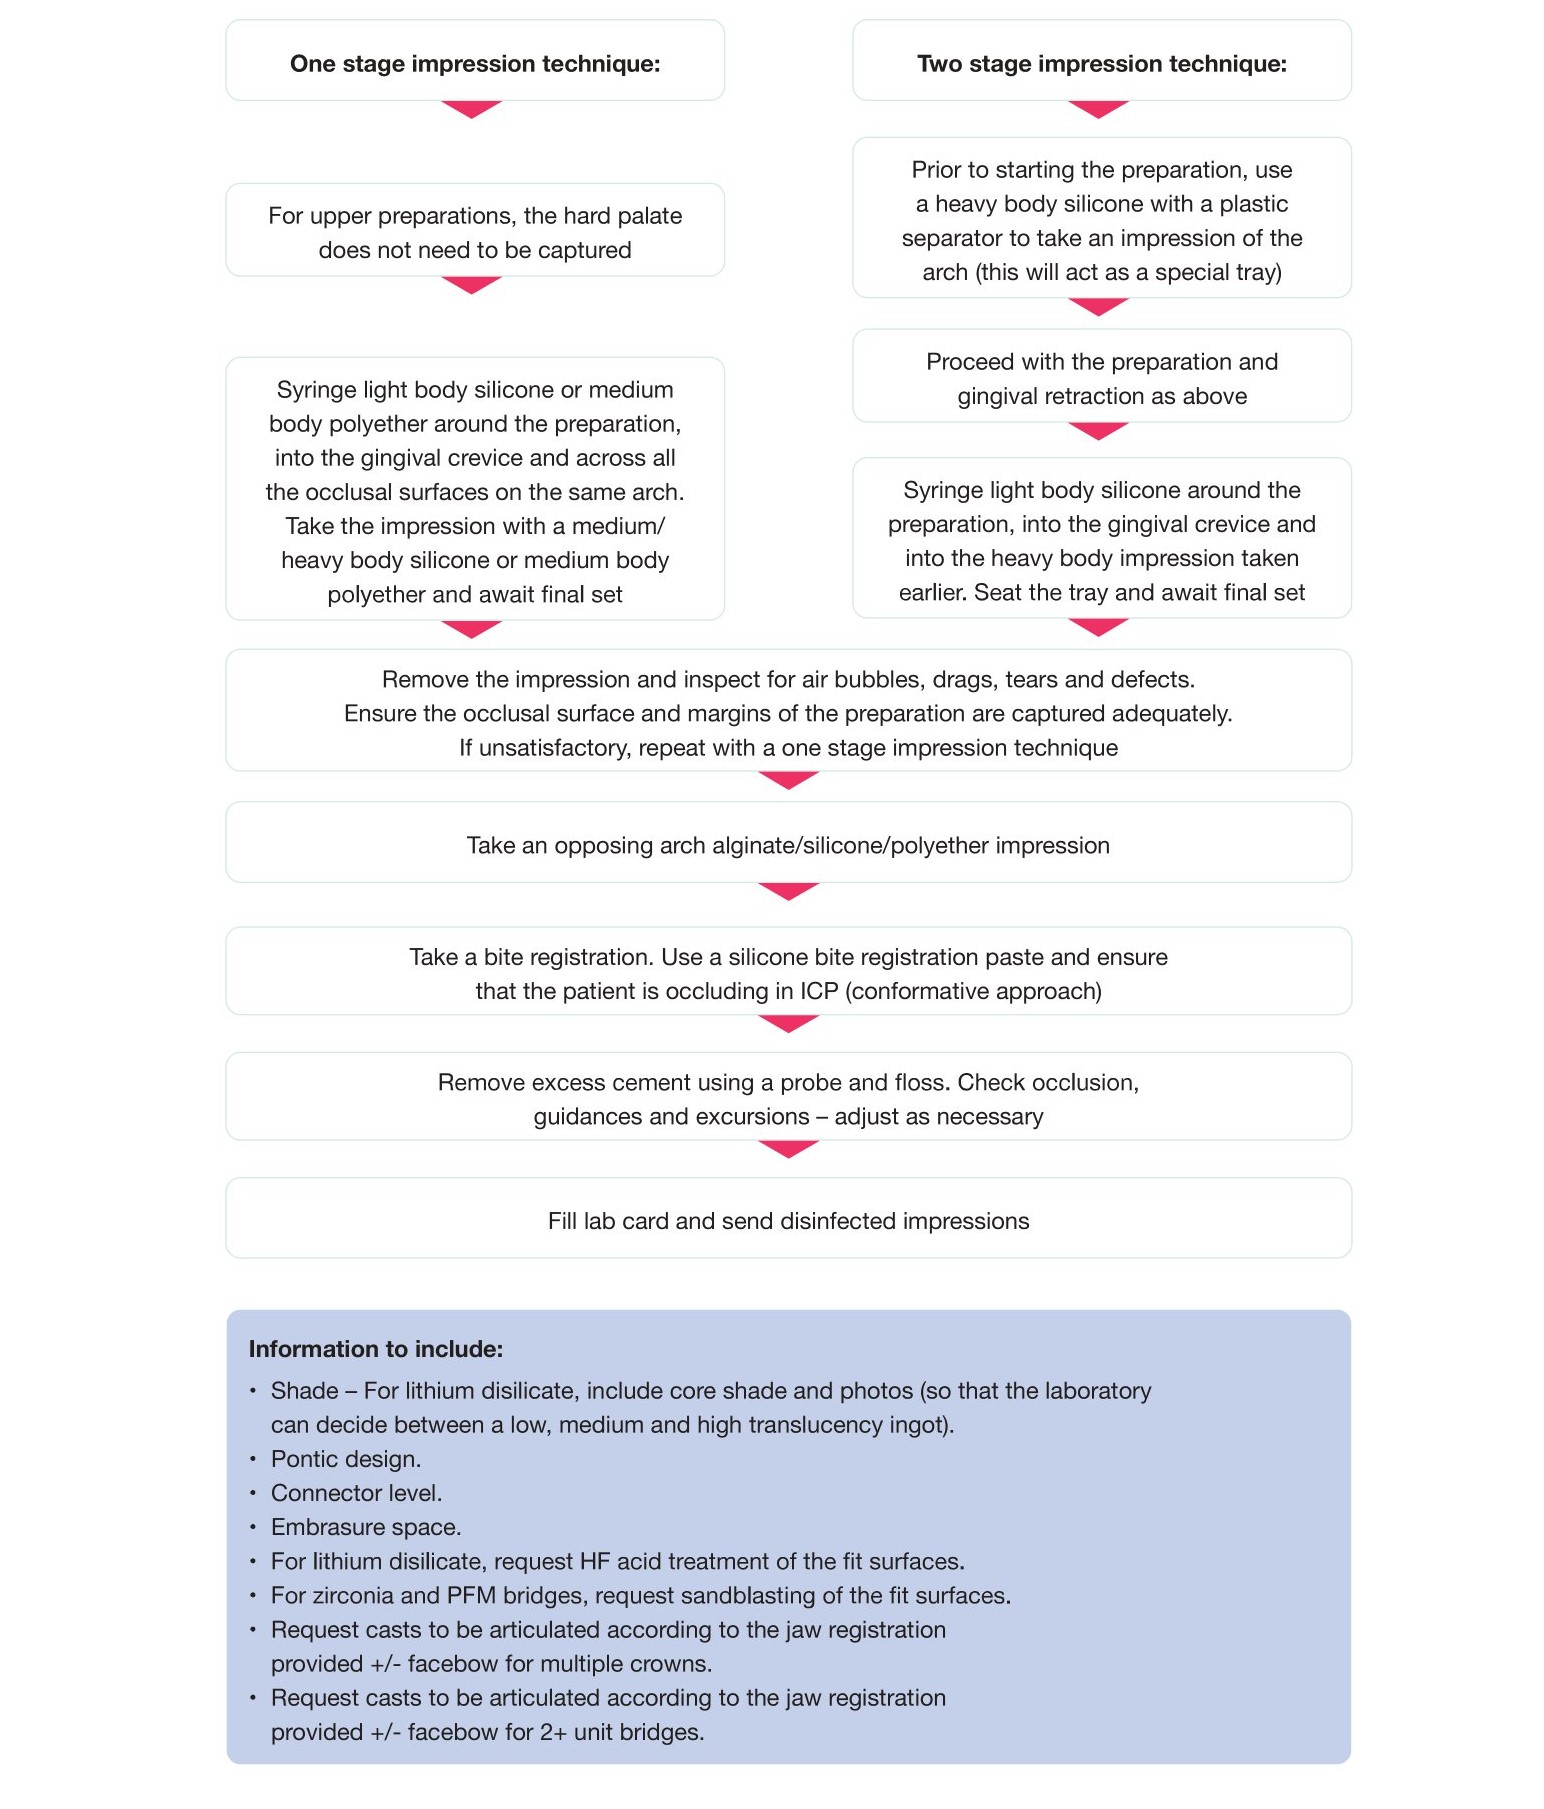 One stage impression technique:
For upper preparations, the hard palate
does not need to be captured
Syringe light body silicone or medium
body polyether around the preparation,
into the gingival crevice and across all
the occlusal surfaces on the same arch.
Take the impression with a medium/
heavy body silicone or medium body
polyether and await final set
Two stage impression technique:
Prior to starting the preparation, use
a heavy body silicone with a plastic
separator to take an impression of the
arch (this will act as a special tray)
Proceed with the preparation and
gingival retraction as above
Syringe light body silicone around the
preparation, into the gingival crevice and
into the heavy body impression taken
earlier. Seat the tray and await final set
Remove the impression and inspect for air bubbles, drags, tears and defects.
Ensure the occlusal surface and margins of the preparation are captured adequately.
If unsatisfactory, repeat with a one stage impression technique
Take an opposing arch alginate/silicone/polyether impression
Take a bite registration. Use a silicone bite registration paste and ensure
that the patient is occluding in ICP (conformative approach)
Remove excess cement using a probe and floss. Check occlusion,
guidances and excursions – adjust as necessary
Fill lab card and send disinfected impressions
Information to include:
• Shade – For lithium disilicate, include core shade and photos (so that the laboratory
can decide between a low, medium and high translucency ingot).
• Pontic design.
• Connector level.
• Embrasure space.
• For lithium disilicate, request HF acid treatment of the fit surfaces.
• For zirconia and PFM bridges, request sandblasting of the fit surfaces.
• Request casts to be articulated according to the jaw registration
provided +/- facebow for multiple crowns.
• Request casts to be articulated according to the jaw registration
provided +/- facebow for 2+ unit bridges.